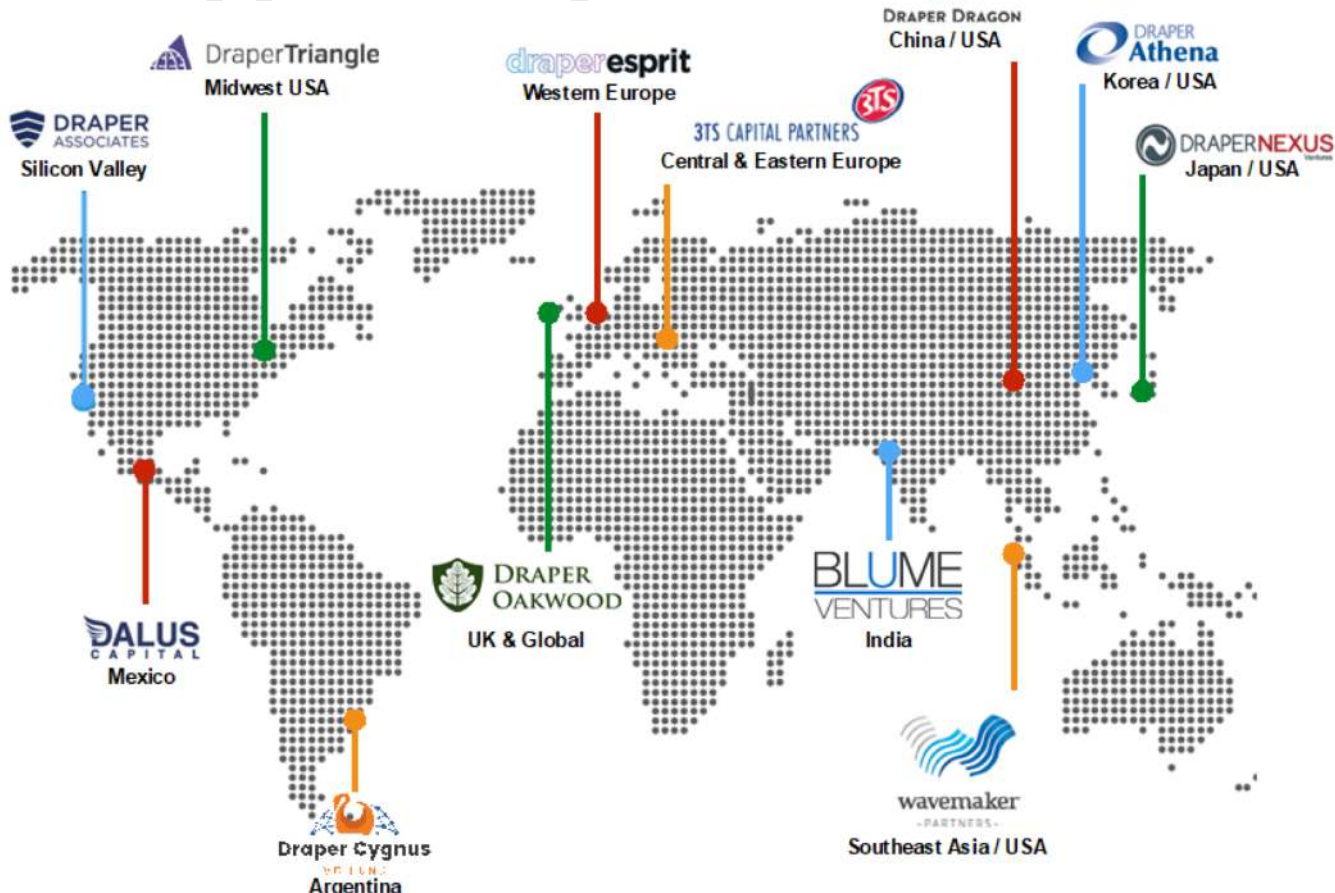 DRAPER DRAGON
China / USA
DRAPER
Athena
Korea / USA
DraperTriangle
Midwest USA
draperesprit
Western Europe
3TS
3TS CAPITAL PARTNERS
Central & Eastern Europe
DRAPER
ASSOCIATES
Silicon Valley
DRAPERNEXUS
Ventures
Japan / USA
DRAPER
OAKWOOD
UK & Global
BLUME
VENTURES
India
DALUS
CAPITAL
Mexico
wavemaker
-PARTNERS-
Southeast Asia / USA
Draper Cygnus
Argentina